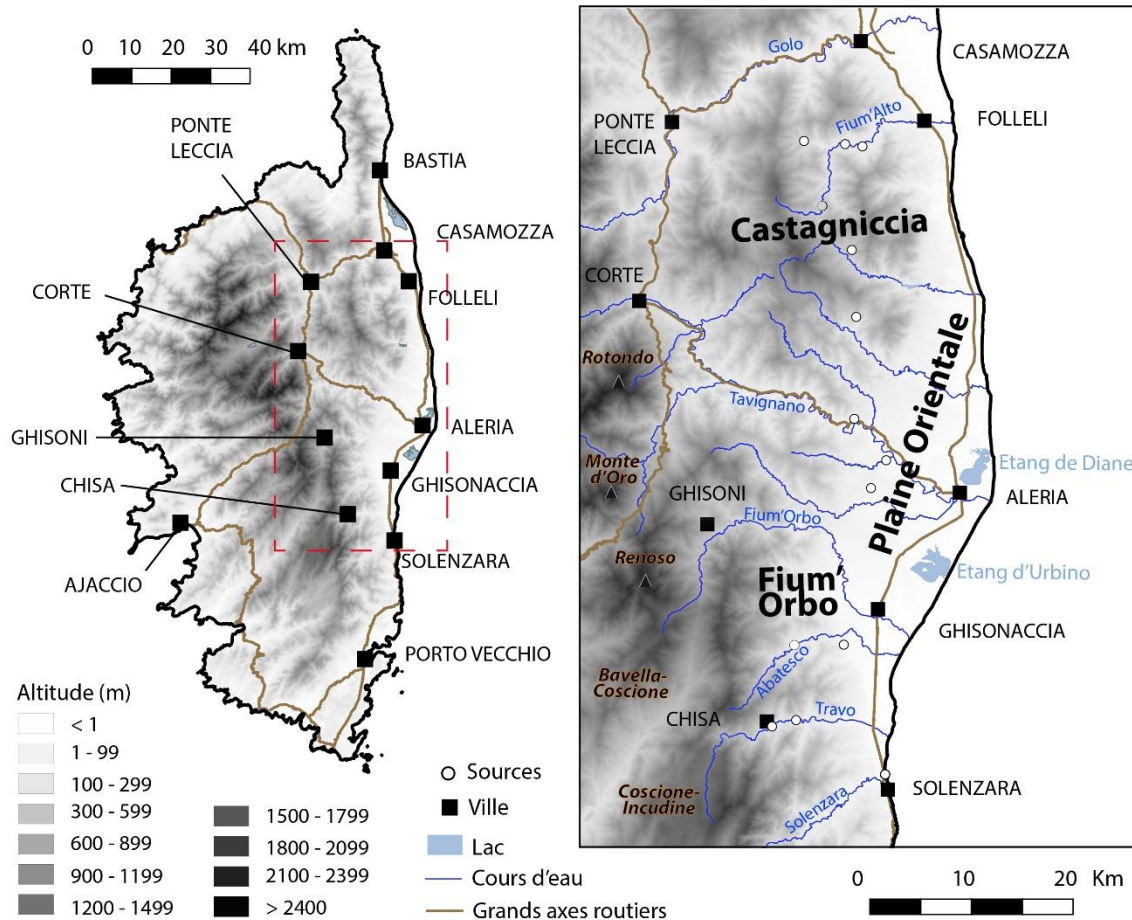 0 10 20 40 km
PONTE
LECCIA
BASTIA
CASAMOZZA
CORTE
FOLLELI
GHISONI
ALERIA
CHISA
GHISONACCIA
SOLENZARA
AJACCIO
PORTO VECCHIO
Altitude (m)
< 1
1 - 99
100 - 299
300 - 599
600 - 899
900 - 1199
1200 - 1499
1500 - 1799
1800 - 2099
2100 - 2399
> 2400
Sources
Ville
Lac
Cours d'eau
Grands axes routiers
Golo
CASAMOZZA
PONTE
LECCIA
Fium'Alto
FOLLELI
Castagniccia
CORTE
Rotondo
Tavignano
Plaine Orientale
Monte
d'Oro
GHISONI
Etang de Diane
ALERIA
Fium'Orbo
Renoso
Fium'
Orbo
Etang d'Urbino
GHISONACCIA
Bavella-
Coscione
Abatesco
CHISA
Travo
Coscione-
Incudine
Solenzara
SOLENZARA
0 10 20 Km